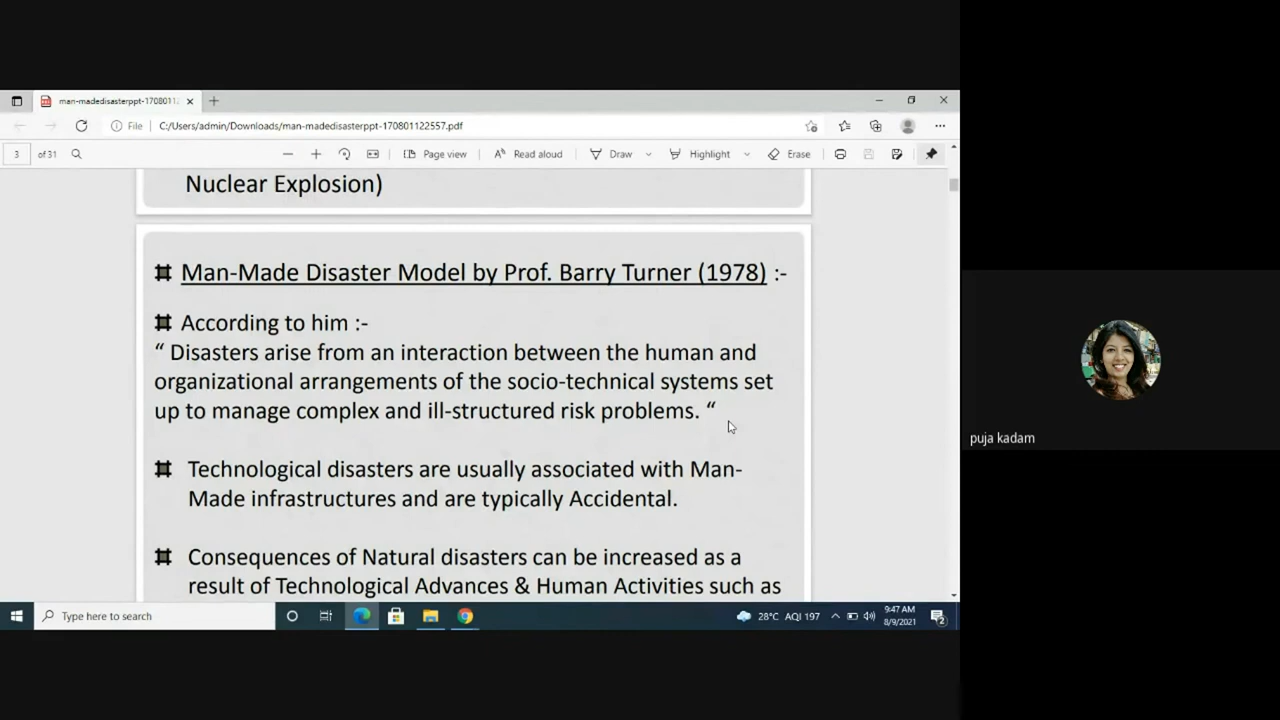 man-madedisasterppt-1708011
File
C:/Users/admin/Downloads/man-madedisasterppt-170801122557.pdf
3 of 31
Page view
Read aloud
Draw
Highlight
Erase
Nuclear Explosion)
Man-Made Disaster Model by Prof. Barry Turner (1978) :-
According to him :-
“ Disasters arise from an interaction between the human and
organizational arrangements of the socio-technical systems set
up to manage complex and ill-structured risk problems. “
Technological disasters are usually associated with Man-
Made infrastructures and are typically Accidental.
Consequences of Natural disasters can be increased as a
result of Technological Advances & Human Activities such as
puja kadam
Type here to search
28°C AQI 197
9:47 AM
8/9/2021
2